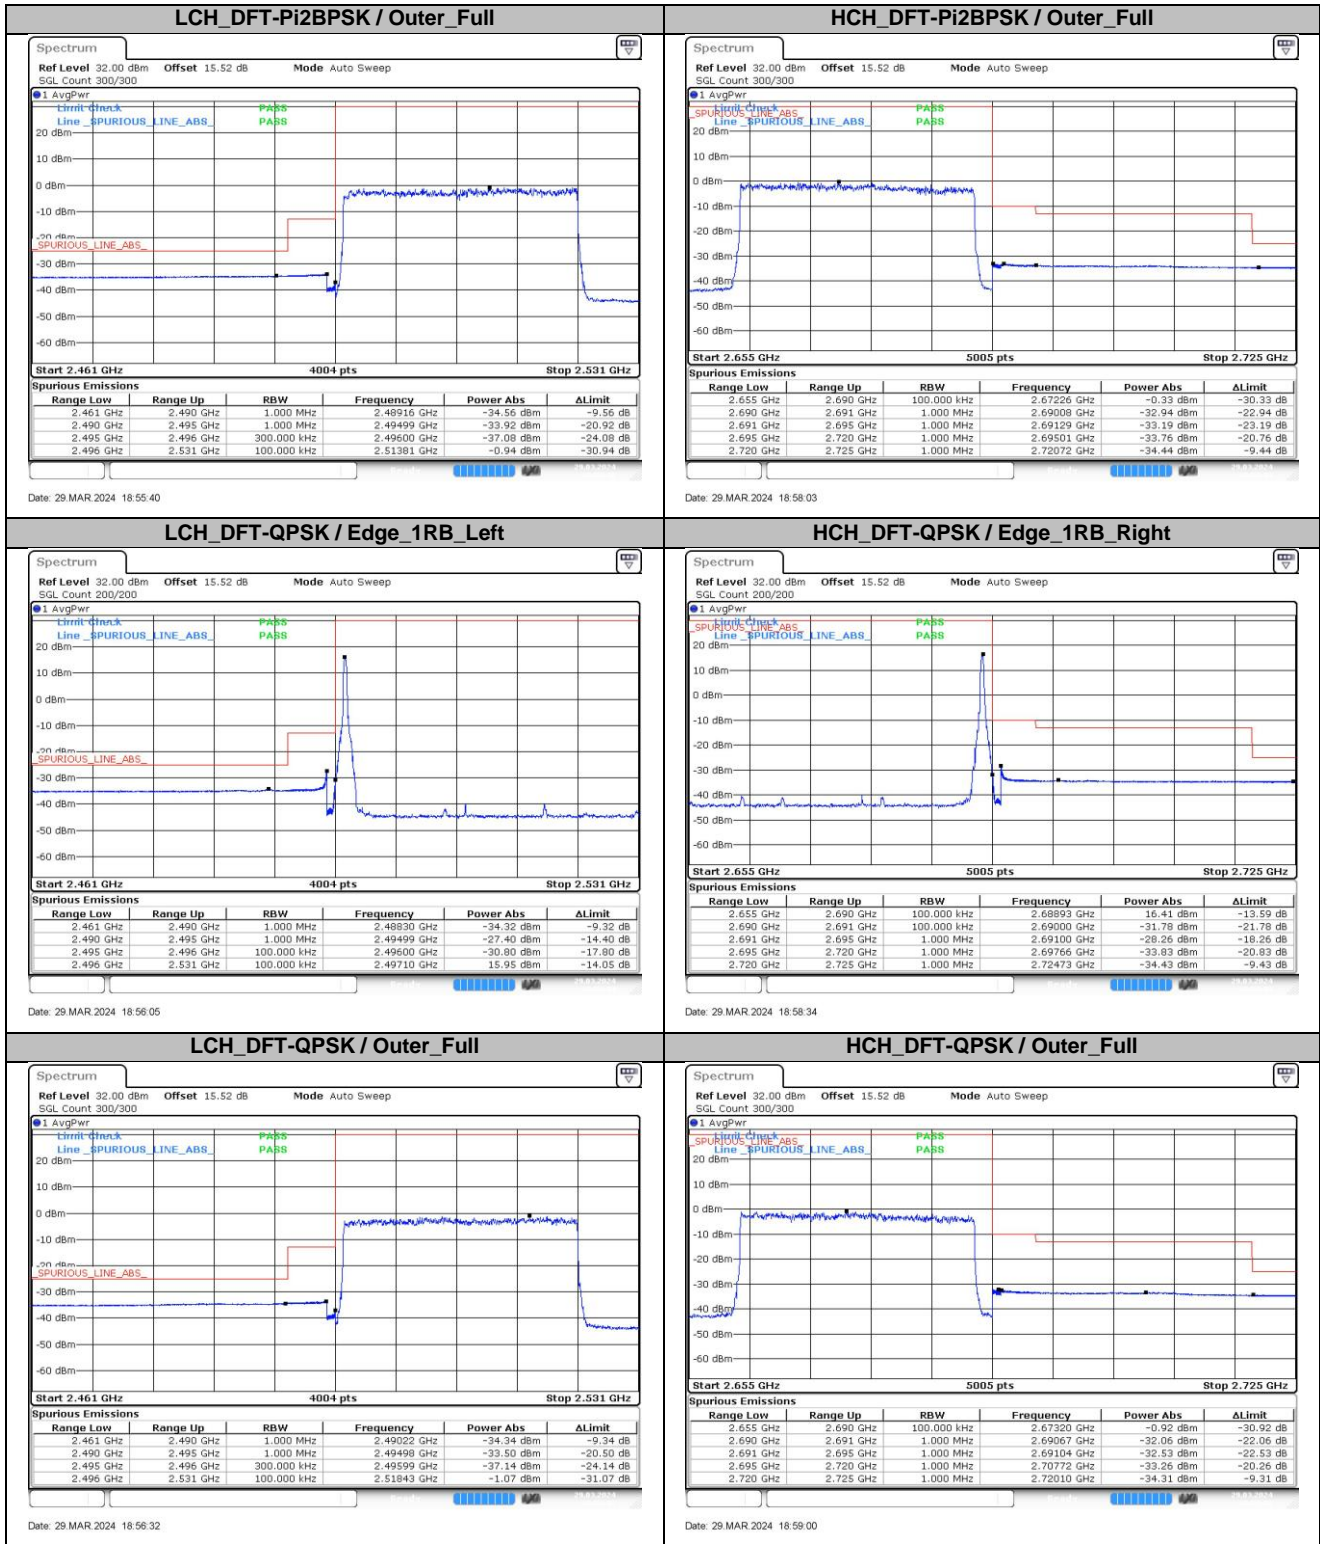 LCH_DFT-Pi2BPSK / Outer_Full
Spectrum
Ref Level 32.00 dBm Offset 15.52 dB Mode Auto Sweep
SGL Count 300/300
1 AvgPwr
Limit Check PASS
Line _SPURIOUS_LINE_ABS_ PASS
20 dBm
10 dBm
0 dBm
-10 dBm
-20 dBm
_SPURIOUS_LINE_ABS_
-30 dBm
-40 dBm
-50 dBm
-60 dBm
Start 2.461 GHz 4004 pts Stop 2.531 GHz
Spurious Emissions
Range Low Range Up RBW Frequency Power Abs ΔLimit
2.461 GHz 2.490 GHz 1.000 MHz 2.48916 GHz -34.56 dBm -9.56 dB
2.490 GHz 2.495 GHz 1.000 MHz 2.49499 GHz -33.92 dBm -20.92 dB
2.495 GHz 2.496 GHz 300.000 kHz 2.49600 GHz -37.08 dBm -24.08 dB
2.496 GHz 2.531 GHz 100.000 kHz 2.51381 GHz -0.94 dBm -30.94 dB
Date: 29.MAR.2024 18:55:40
HCH_DFT-Pi2BPSK / Outer_Full
Spectrum
Ref Level 32.00 dBm Offset 15.52 dB Mode Auto Sweep
SGL Count 300/300
1 AvgPwr
Limit Check PASS
_SPURIOUS_LINE_ABS_
Line _SPURIOUS_LINE_ABS_ PASS
20 dBm
10 dBm
0 dBm
-10 dBm
-20 dBm
-30 dBm
-40 dBm
-50 dBm
-60 dBm
Start 2.655 GHz 5005 pts Stop 2.725 GHz
Spurious Emissions
Range Low Range Up RBW Frequency Power Abs ΔLimit
2.655 GHz 2.690 GHz 100.000 kHz 2.67226 GHz -0.33 dBm -30.33 dB
2.690 GHz 2.691 GHz 1.000 MHz 2.69008 GHz -32.94 dBm -22.94 dB
2.691 GHz 2.695 GHz 1.000 MHz 2.69129 GHz -33.19 dBm -23.19 dB
2.695 GHz 2.720 GHz 1.000 MHz 2.69501 GHz -33.76 dBm -20.76 dB
2.720 GHz 2.725 GHz 1.000 MHz 2.72072 GHz -34.44 dBm -9.44 dB
Date: 29.MAR.2024 18:58:03
LCH_DFT-QPSK / Edge_1RB_Left
Spectrum
Ref Level 32.00 dBm Offset 15.52 dB Mode Auto Sweep
SGL Count 200/200
1 AvgPwr
Limit Check PASS
Line _SPURIOUS_LINE_ABS_ PASS
20 dBm
10 dBm
0 dBm
-10 dBm
-20 dBm
_SPURIOUS_LINE_ABS_
-30 dBm
-40 dBm
-50 dBm
-60 dBm
Start 2.461 GHz 4004 pts Stop 2.531 GHz
Spurious Emissions
Range Low Range Up RBW Frequency Power Abs ΔLimit
2.461 GHz 2.490 GHz 1.000 MHz 2.48830 GHz -34.32 dBm -9.32 dB
2.490 GHz 2.495 GHz 1.000 MHz 2.49499 GHz -27.40 dBm -14.40 dB
2.495 GHz 2.496 GHz 100.000 kHz 2.49600 GHz -30.80 dBm -17.80 dB
2.496 GHz 2.531 GHz 100.000 kHz 2.49710 GHz 15.95 dBm -14.05 dB
Date: 29.MAR.2024 18:56:05
HCH_DFT-QPSK / Edge_1RB_Right
Spectrum
Ref Level 32.00 dBm Offset 15.52 dB Mode Auto Sweep
SGL Count 200/200
1 AvgPwr
Limit Check PASS
_SPURIOUS_LINE_ABS_
Line _SPURIOUS_LINE_ABS_ PASS
20 dBm
10 dBm
0 dBm
-10 dBm
-20 dBm
-30 dBm
-40 dBm
-50 dBm
-60 dBm
Start 2.655 GHz 5005 pts Stop 2.725 GHz
Spurious Emissions
Range Low Range Up RBW Frequency Power Abs ΔLimit
2.655 GHz 2.690 GHz 100.000 kHz 2.68893 GHz 16.41 dBm -13.59 dB
2.690 GHz 2.691 GHz 100.000 kHz 2.69000 GHz -31.78 dBm -21.78 dB
2.691 GHz 2.695 GHz 1.000 MHz 2.69100 GHz -28.26 dBm -18.26 dB
2.695 GHz 2.720 GHz 1.000 MHz 2.69766 GHz -33.83 dBm -20.83 dB
2.720 GHz 2.725 GHz 1.000 MHz 2.72473 GHz -34.43 dBm -9.43 dB
Date: 29.MAR.2024 18:58:34
LCH_DFT-QPSK / Outer_Full
Spectrum
Ref Level 32.00 dBm Offset 15.52 dB Mode Auto Sweep
SGL Count 300/300
1 AvgPwr
Limit Check PASS
Line _SPURIOUS_LINE_ABS_ PASS
20 dBm
10 dBm
0 dBm
-10 dBm
-20 dBm
_SPURIOUS_LINE_ABS_
-30 dBm
-40 dBm
-50 dBm
-60 dBm
Start 2.461 GHz 4004 pts Stop 2.531 GHz
Spurious Emissions
Range Low Range Up RBW Frequency Power Abs ΔLimit
2.461 GHz 2.490 GHz 1.000 MHz 2.49022 GHz -34.34 dBm -9.34 dB
2.490 GHz 2.495 GHz 1.000 MHz 2.49498 GHz -33.50 dBm -20.50 dB
2.495 GHz 2.496 GHz 300.000 kHz 2.49599 GHz -37.14 dBm -24.14 dB
2.496 GHz 2.531 GHz 100.000 kHz 2.51843 GHz -1.07 dBm -31.07 dB
Date: 29.MAR.2024 18:56:32
HCH_DFT-QPSK / Outer_Full
Spectrum
Ref Level 32.00 dBm Offset 15.52 dB Mode Auto Sweep
SGL Count 300/300
1 AvgPwr
Limit Check PASS
_SPURIOUS_LINE_ABS_
Line _SPURIOUS_LINE_ABS_ PASS
20 dBm
10 dBm
0 dBm
-10 dBm
-20 dBm
-30 dBm
-40 dBm
-50 dBm
-60 dBm
Start 2.655 GHz 5005 pts Stop 2.725 GHz
Spurious Emissions
Range Low Range Up RBW Frequency Power Abs ΔLimit
2.655 GHz 2.690 GHz 100.000 kHz 2.67320 GHz -0.92 dBm -30.92 dB
2.690 GHz 2.691 GHz 1.000 MHz 2.69067 GHz -32.06 dBm -22.06 dB
2.691 GHz 2.695 GHz 1.000 MHz 2.69104 GHz -32.53 dBm -22.53 dB
2.695 GHz 2.720 GHz 1.000 MHz 2.70772 GHz -33.26 dBm -20.26 dB
2.720 GHz 2.725 GHz 1.000 MHz 2.72010 GHz -34.31 dBm -9.31 dB
Date: 29.MAR.2024 18:59:00